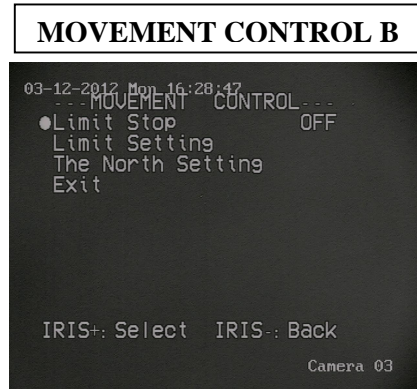 MOVEMENT CONTROL B
03-12-2012 Mon 16:28:47
---MOVEMENT CONTROL---
●Limit Stop OFF
Limit Setting
The North Setting
Exit
IRIS+: Select IRIS-: Back
Camera 03